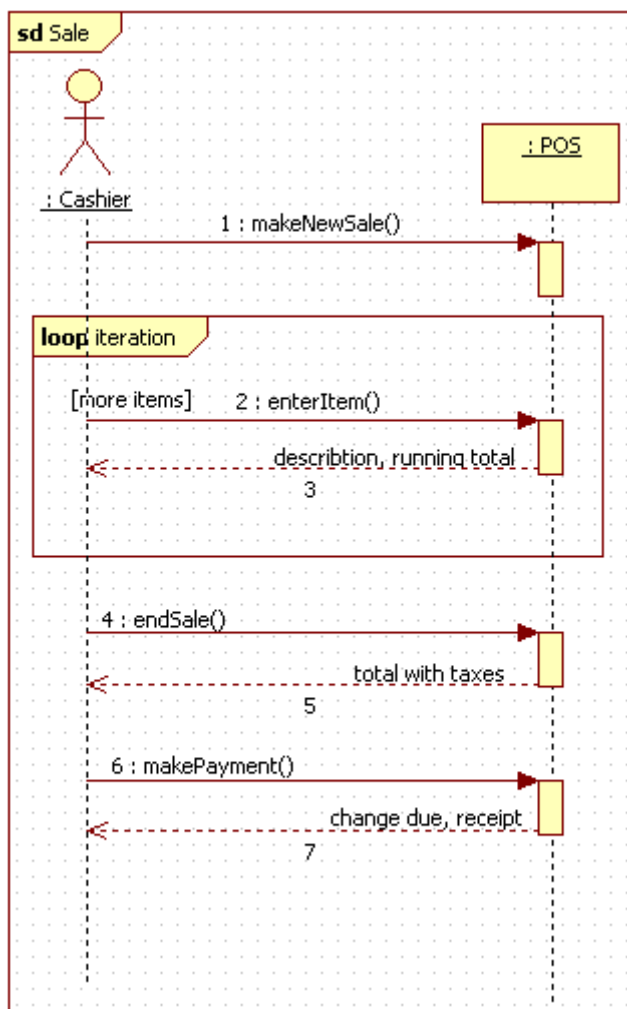 sd Sale
: POS
: Cashier
1 : makeNewSale()
loop iteration
[more items]
2 : enterItem()
describtion, running total
3
4 : endSale()
total with taxes
5
6 : makePayment()
change due, receipt
7